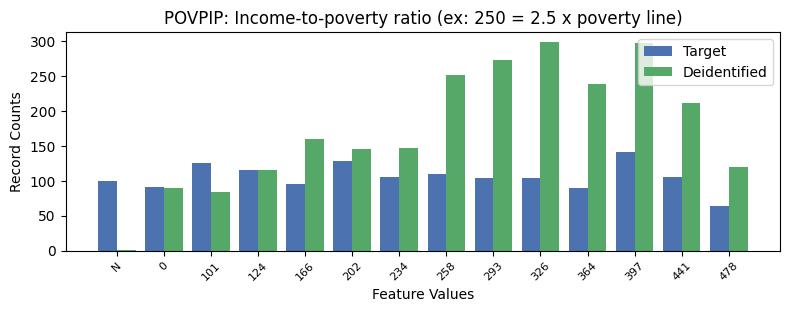 POVPIP: Income-to-poverty ratio (ex: 250 = 2.5 x poverty line)
Target
Deidentified
Record Counts
300
250
200
150
100
50
0
N 0 101 124 166 202 234 258 293 326 364 397 441 478
Feature Values